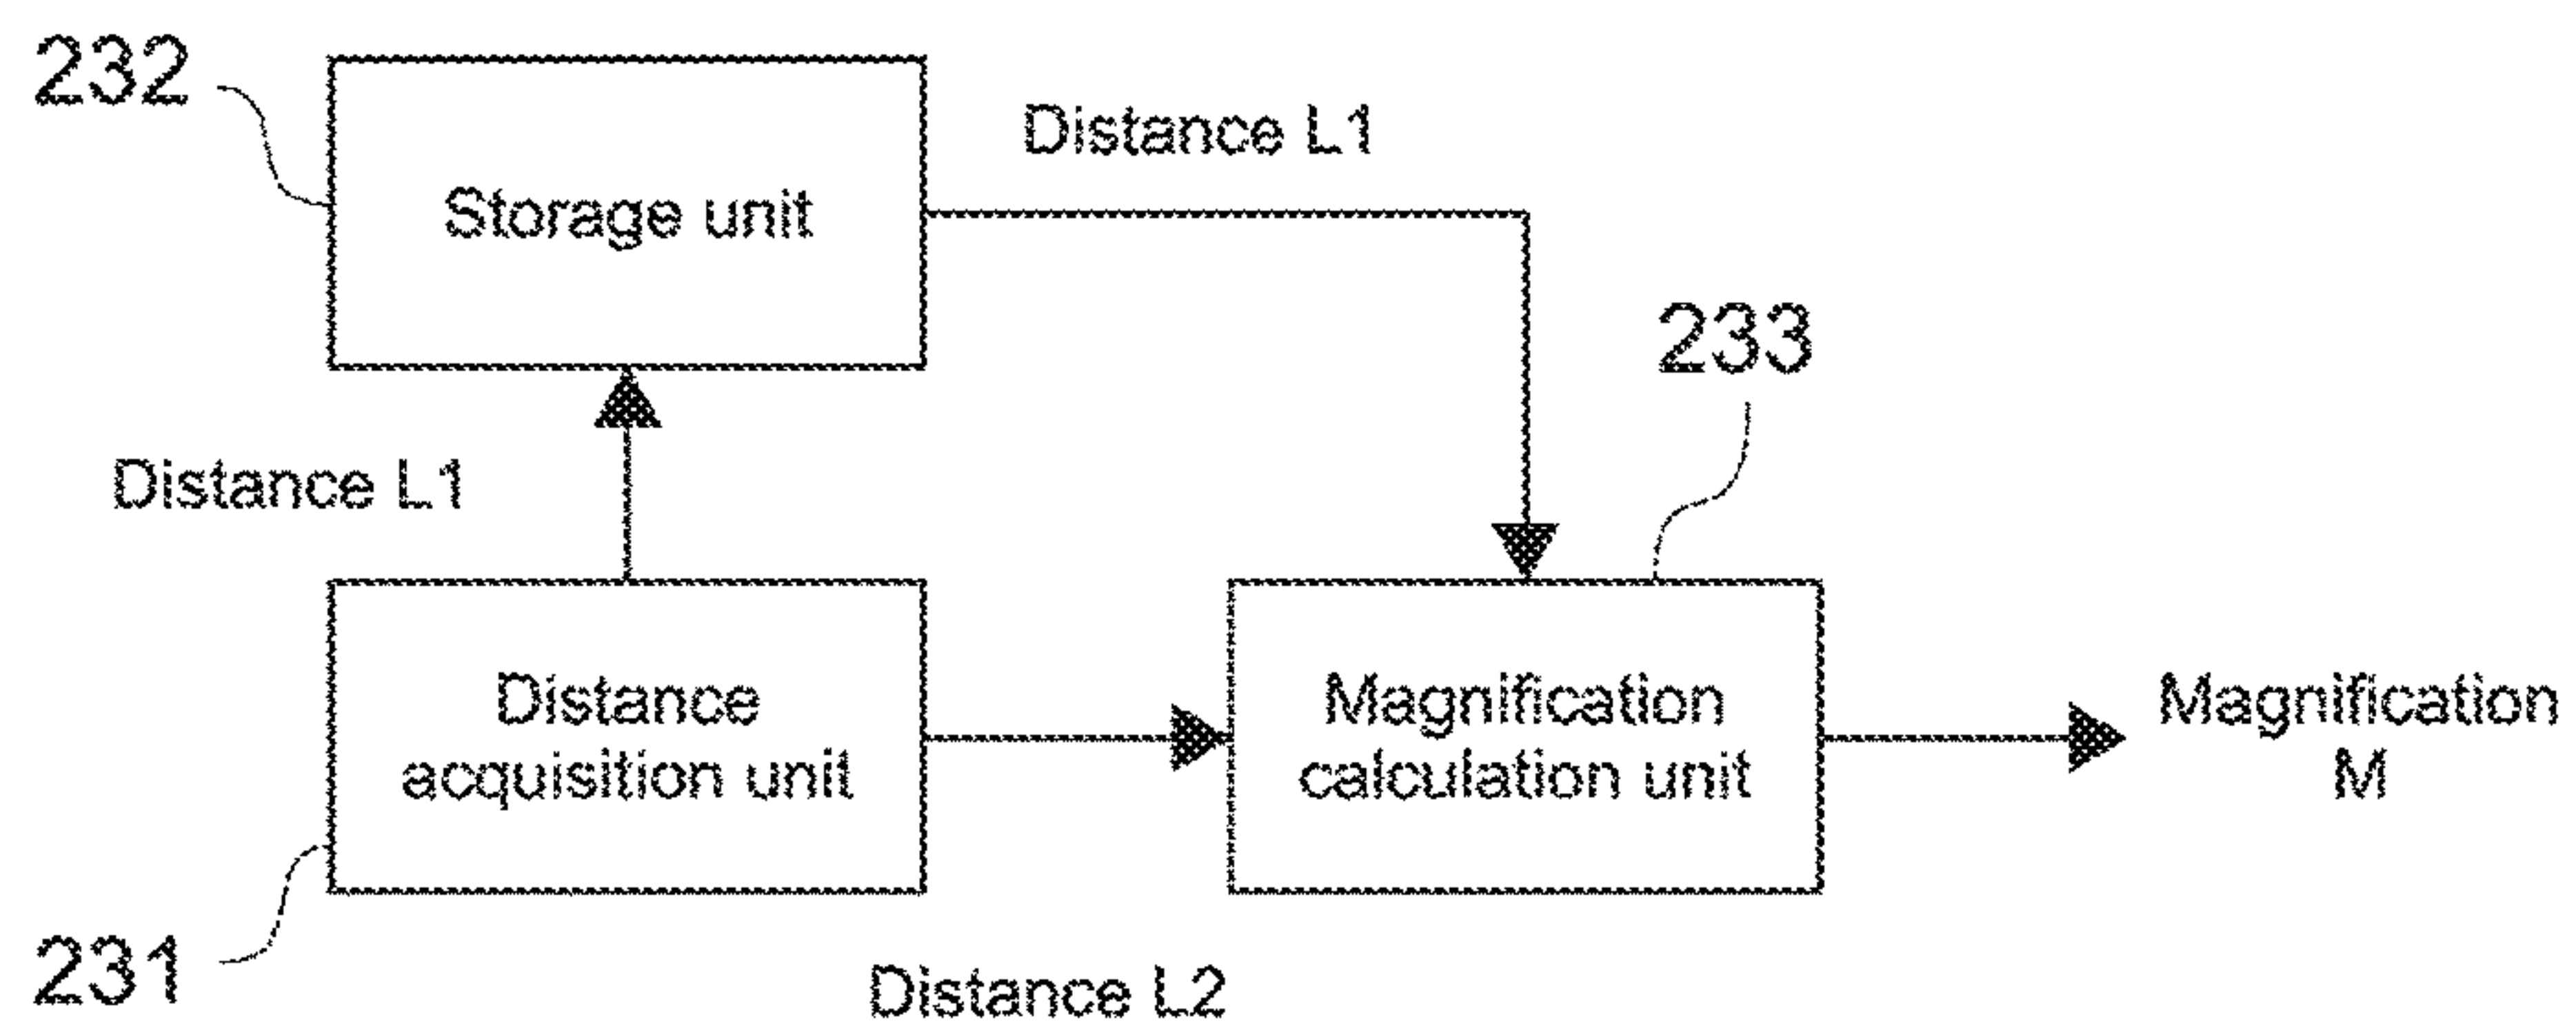 232
Storage unit
Distance L1
233
Distance L1
Distance
acquisition unit
Magnification
calculation unit
Magnification
M
231
Distance L2